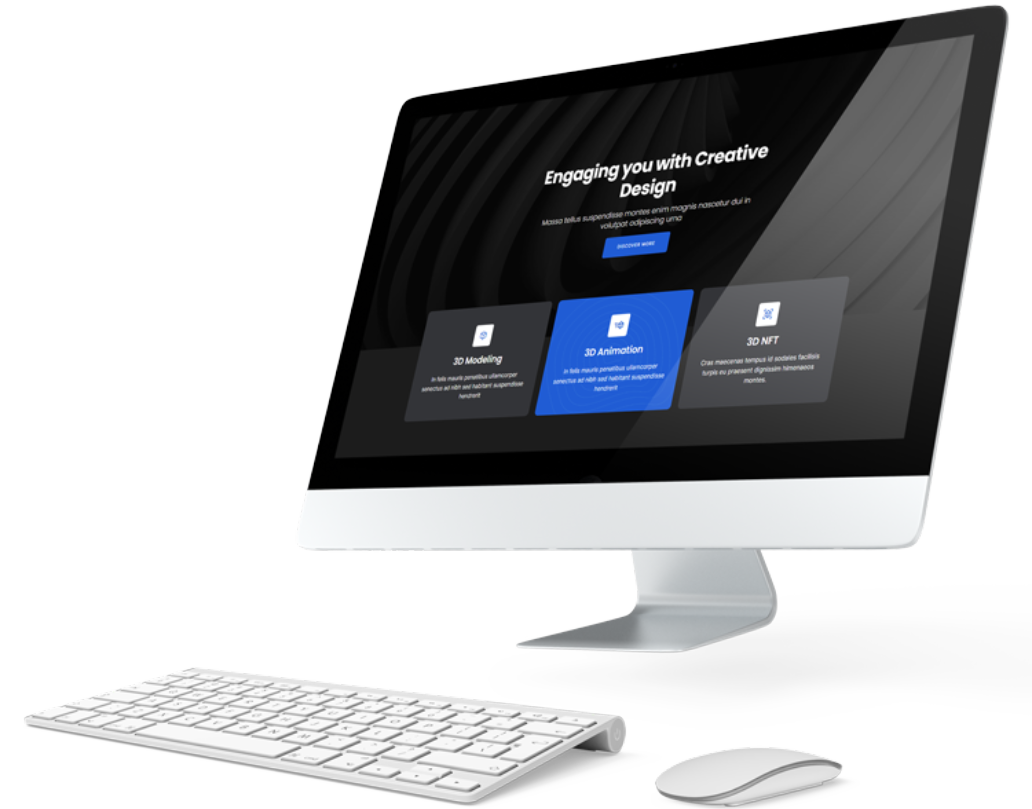 Engaging you with Creative
Design
Massa tellus suspendisse montes enim magnis nascetur dui in
volutpat adipiscing urna
DISCOVER MORE
3D Modeling
In felis mauris penatibus ullamcorper
senectus ad nibh sed habitant suspendisse
hendrerit
3D Animation
In felis mauris penatibus ullamcorper
senectus ad nibh sed habitant suspendisse
hendrerit
3D NFT
Cras maecenas tempus id sodales facilisis
turpis eu praesent dignissim himenaeos
montes.